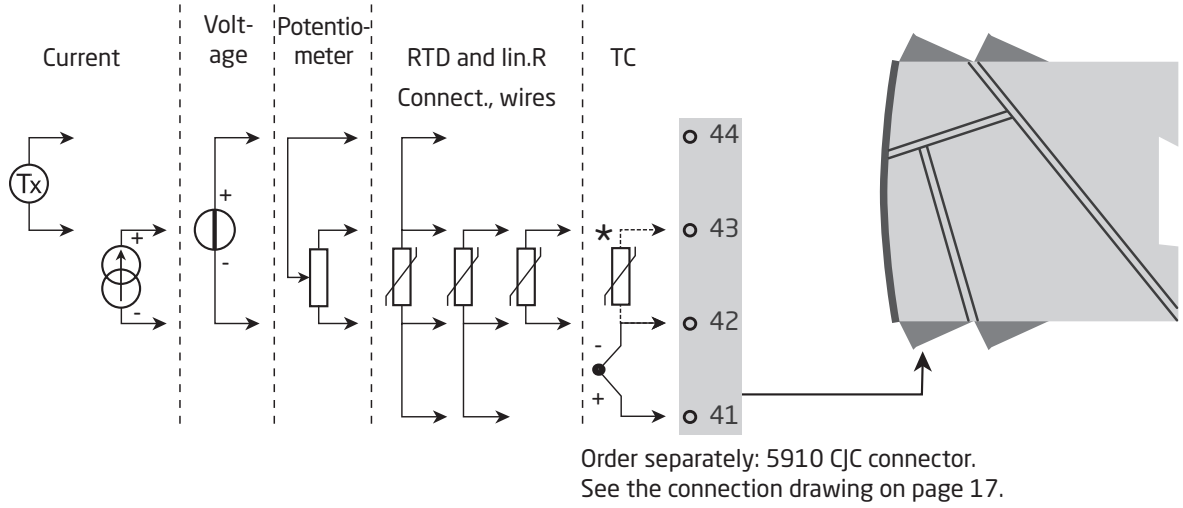 Current
Volt-
age
Potentio-
meter
RTD and lin.R
Connect., wires
TC
Tx
+
-
+
-
*
-
+
44
43
42
41
Order separately: 5910 CJC connector.
See the connection drawing on page 17.